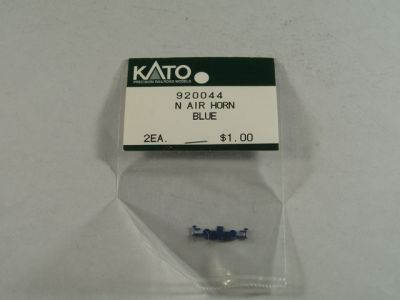 KATO
PRECISION RAILROAD MODELS
920044
N AIR HORN
BLUE
2EA. $1.00